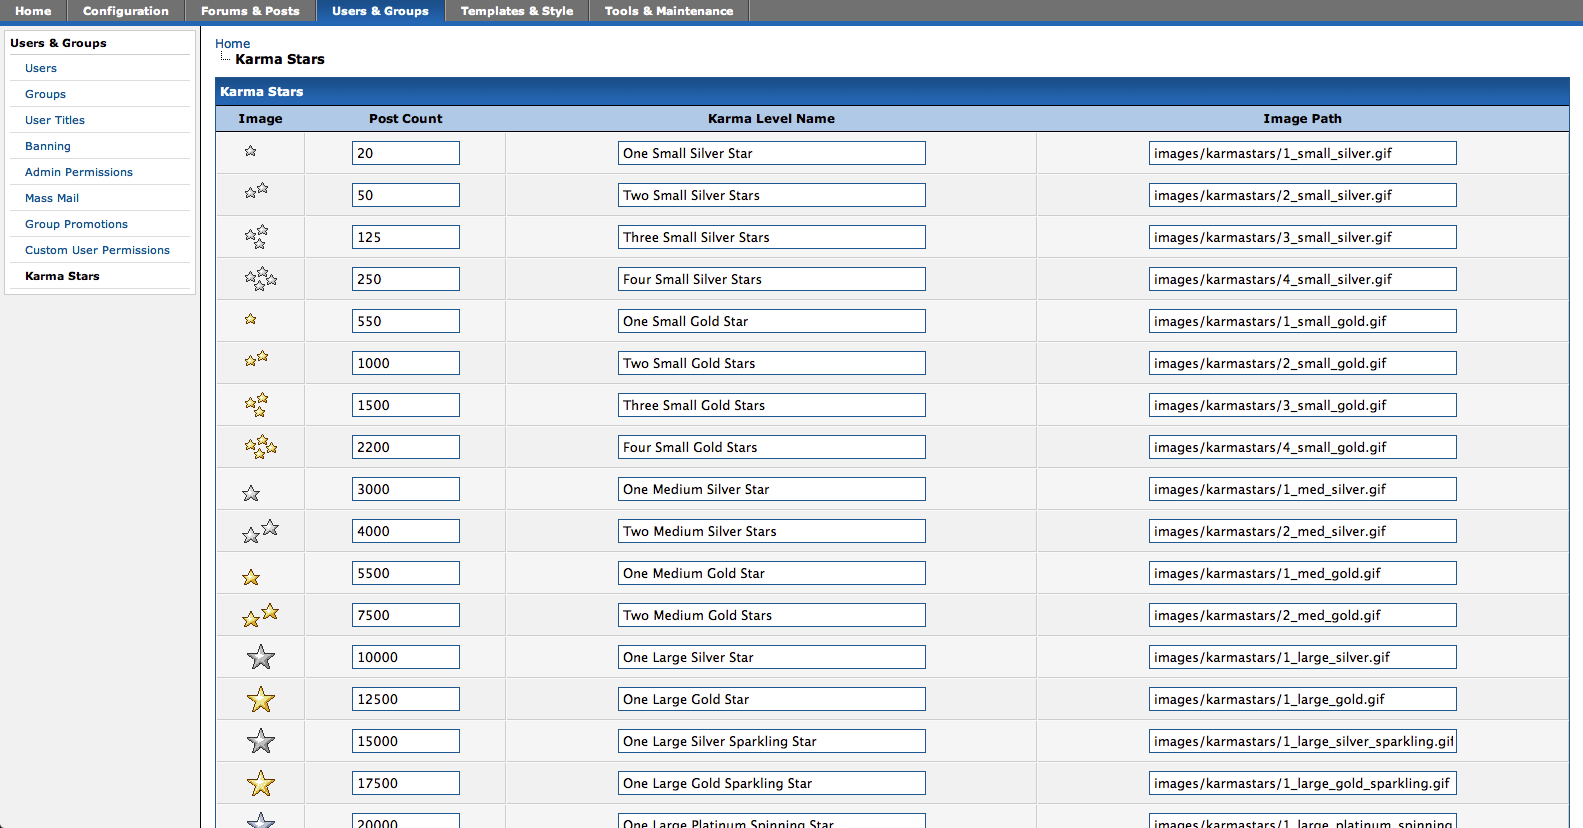 Home Configuration Forums & Posts Users & Groups Templates & Style Tools & Maintenance
Users & Groups
Users
Groups
User Titles
Banning
Admin Permissions
Mass Mail
Group Promotions
Custom User Permissions
Karma Stars
Home
Karma Stars
Karma Stars
Image Post Count Karma Level Name Image Path
20 One Small Silver Star images/karmastars/1_small_silver.gif
50 Two Small Silver Stars images/karmastars/2_small_silver.gif
125 Three Small Silver Stars images/karmastars/3_small_silver.gif
250 Four Small Silver Stars images/karmastars/4_small_silver.gif
550 One Small Gold Star images/karmastars/1_small_gold.gif
1000 Two Small Gold Stars images/karmastars/2_small_gold.gif
1500 Three Small Gold Stars images/karmastars/3_small_gold.gif
2200 Four Small Gold Stars images/karmastars/4_small_gold.gif
3000 One Medium Silver Star images/karmastars/1_med_silver.gif
4000 Two Medium Silver Stars images/karmastars/2_med_silver.gif
5500 One Medium Gold Star images/karmastars/1_med_gold.gif
7500 Two Medium Gold Stars images/karmastars/2_med_gold.gif
10000 One Large Silver Star images/karmastars/1_large_silver.gif
12500 One Large Gold Star images/karmastars/1_large_gold.gif
15000 One Large Silver Sparkling Star images/karmastars/1_large_silver_sparkling.gif
17500 One Large Gold Sparkling Star images/karmastars/1_large_gold_sparkling.gif
20000 One Large Platinum Spinning Star images/karmastars/1_large_platinum_spinning